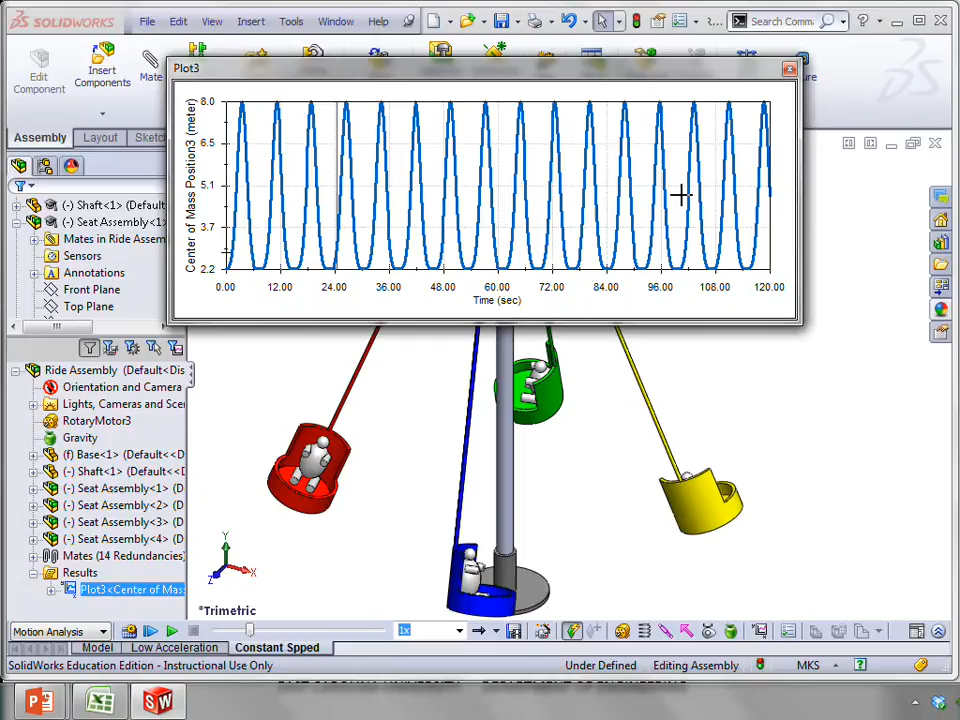 SOLIDWORKS
File Edit View Insert Tools Window Help
Search Comma
Edit Component
Insert Components
Mate
Plot3
Assembly Layout Sketc
(-) Shaft<1> (Default
(-) Seat Assembly<1>
Mates in Ride Assem
Sensors
Annotations
Front Plane
Top Plane
Center of Mass Position3 (meter)
8.0
6.5
5.1
3.7
2.2
0.00 12.00 24.00 36.00 48.00 60.00 72.00 84.00 96.00 108.00 120.00
Time (sec)
Ride Assembly (Default<Dis
Orientation and Camera
Lights, Cameras and Scen
RotaryMotor3
Gravity
(f) Base<1> (Default<<D
(-) Shaft<1> (Default<<D
(-) Seat Assembly<1> (D
(-) Seat Assembly<2> (D
(-) Seat Assembly<3> (D
(-) Seat Assembly<4> (D
Mates (14 Redundancies)
Results
Plot3<Center of Mas
Y
X
Z
*Trimetric
Motion Analysis
1x
Model Low Acceleration Constant Spped
SolidWorks Education Edition - Instructional Use Only
Under Defined Editing Assembly MKS